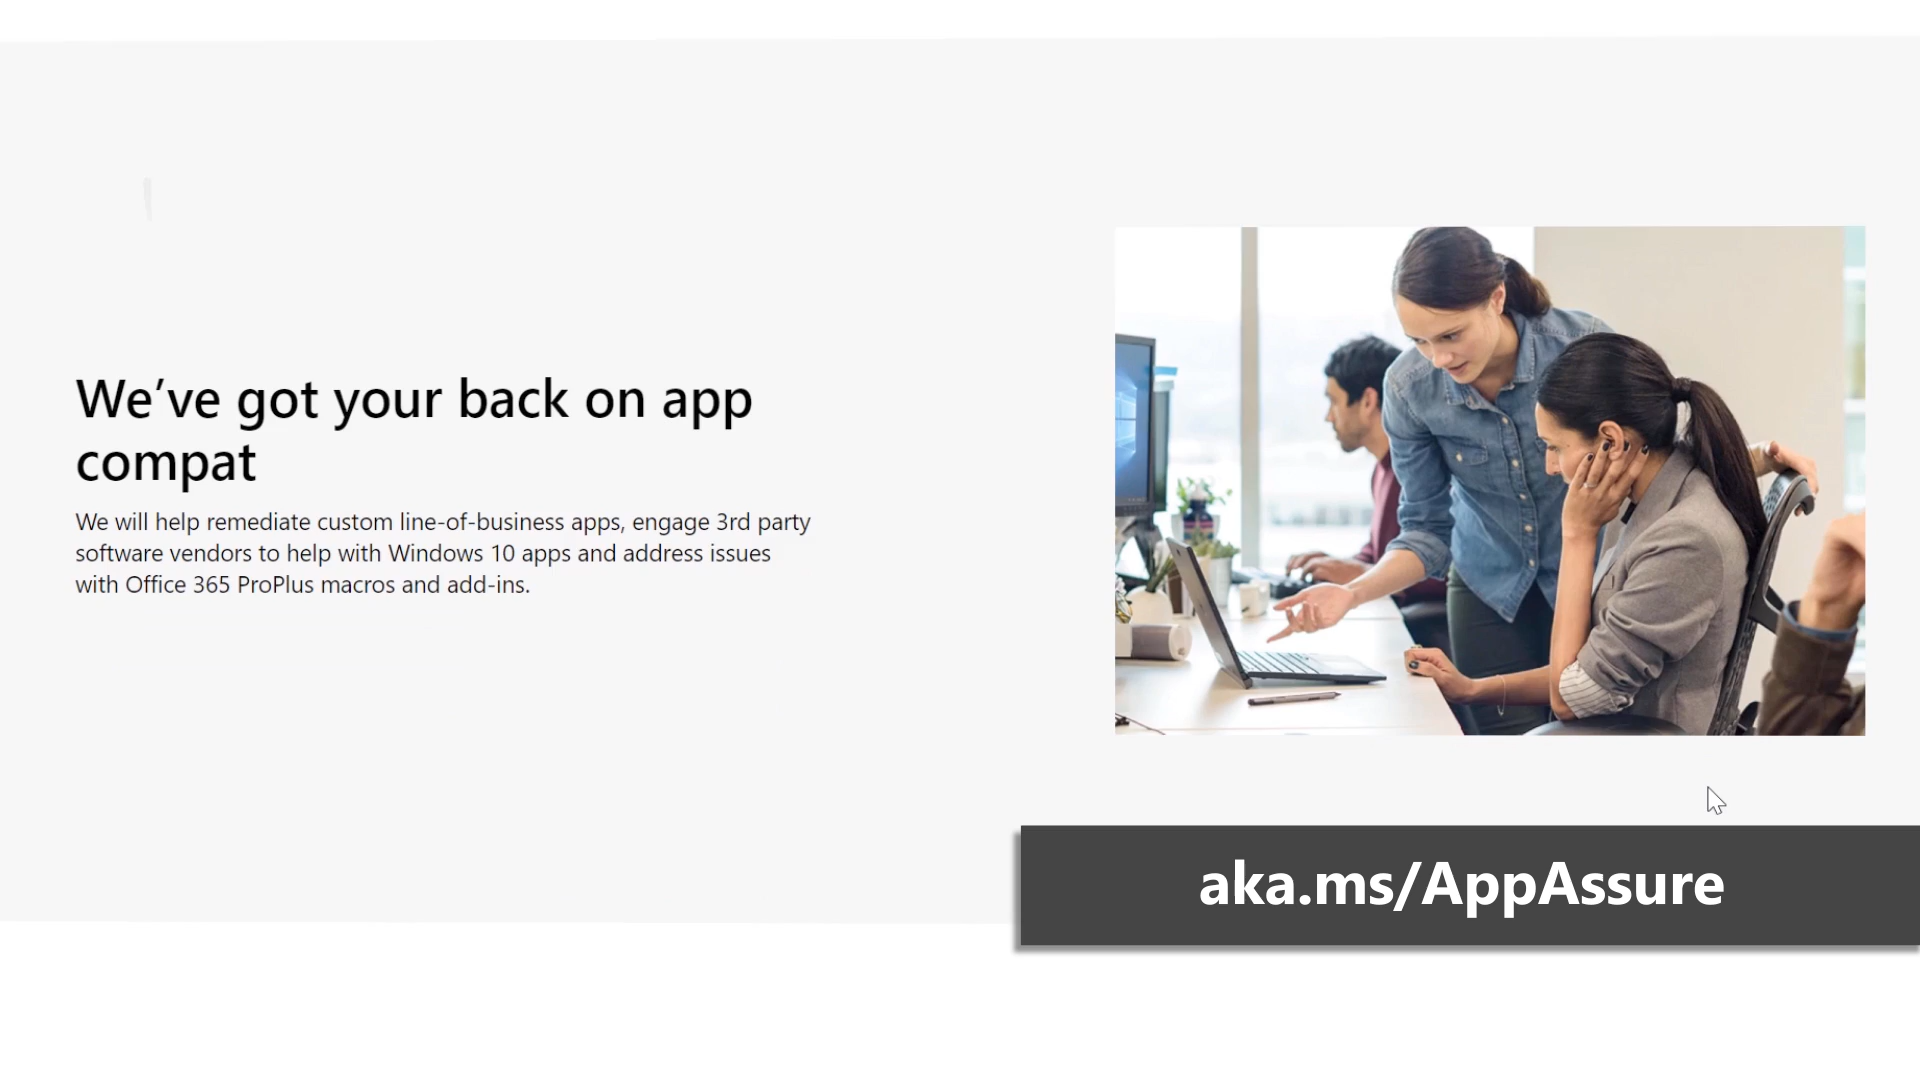 We’ve got your back on app
compat
We will help remediate custom line-of-business apps, engage 3rd party
software vendors to help with Windows 10 apps and address issues
with Office 365 ProPlus macros and add-ins.
aka.ms/AppAssure